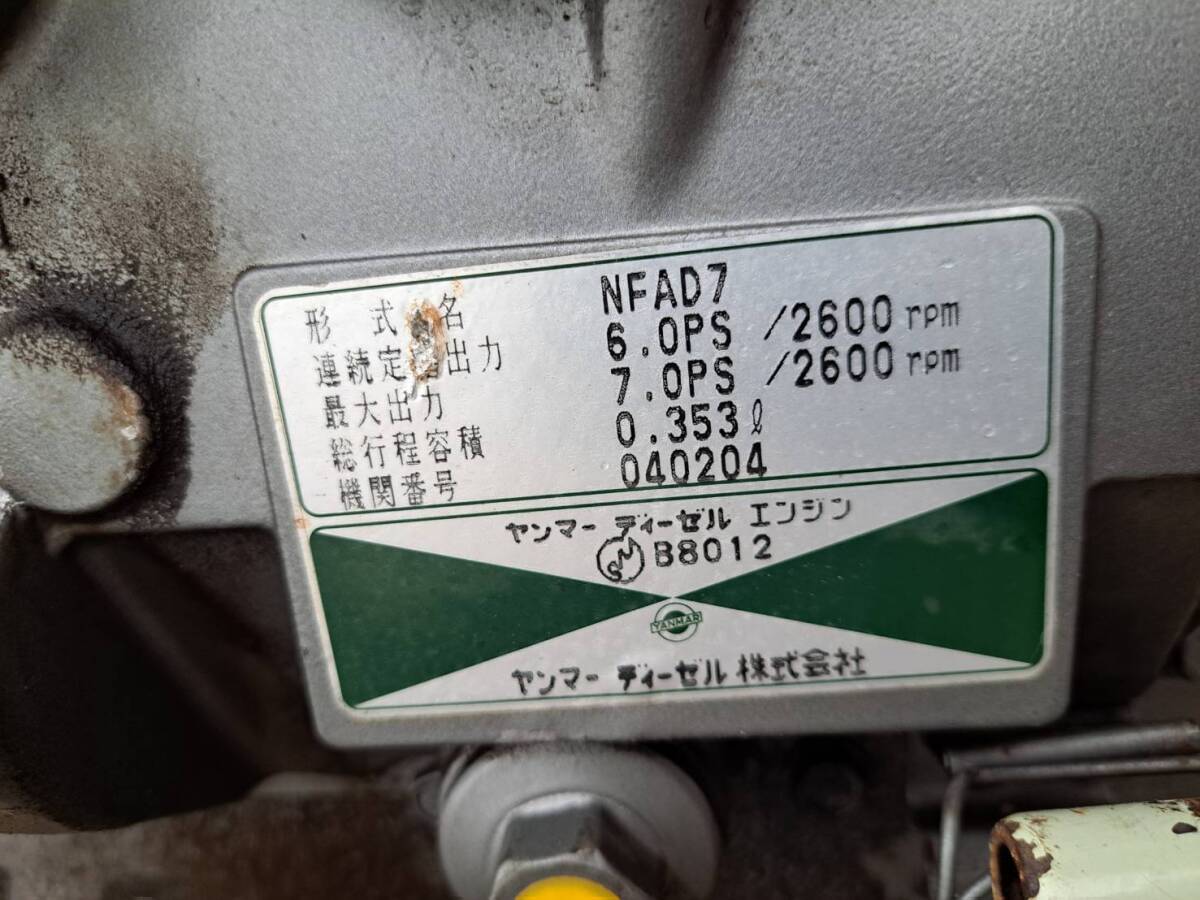 形式名 NFAD7
連続定格出力 6.0PS /2600 rpm
最大出力 7.0PS /2600 rpm
総行程容積 0.353ℓ
機関番号 040204
ヤンマー ディーゼル エンジン
B8012
YANMAR
ヤンマー ディーゼル 株式会社